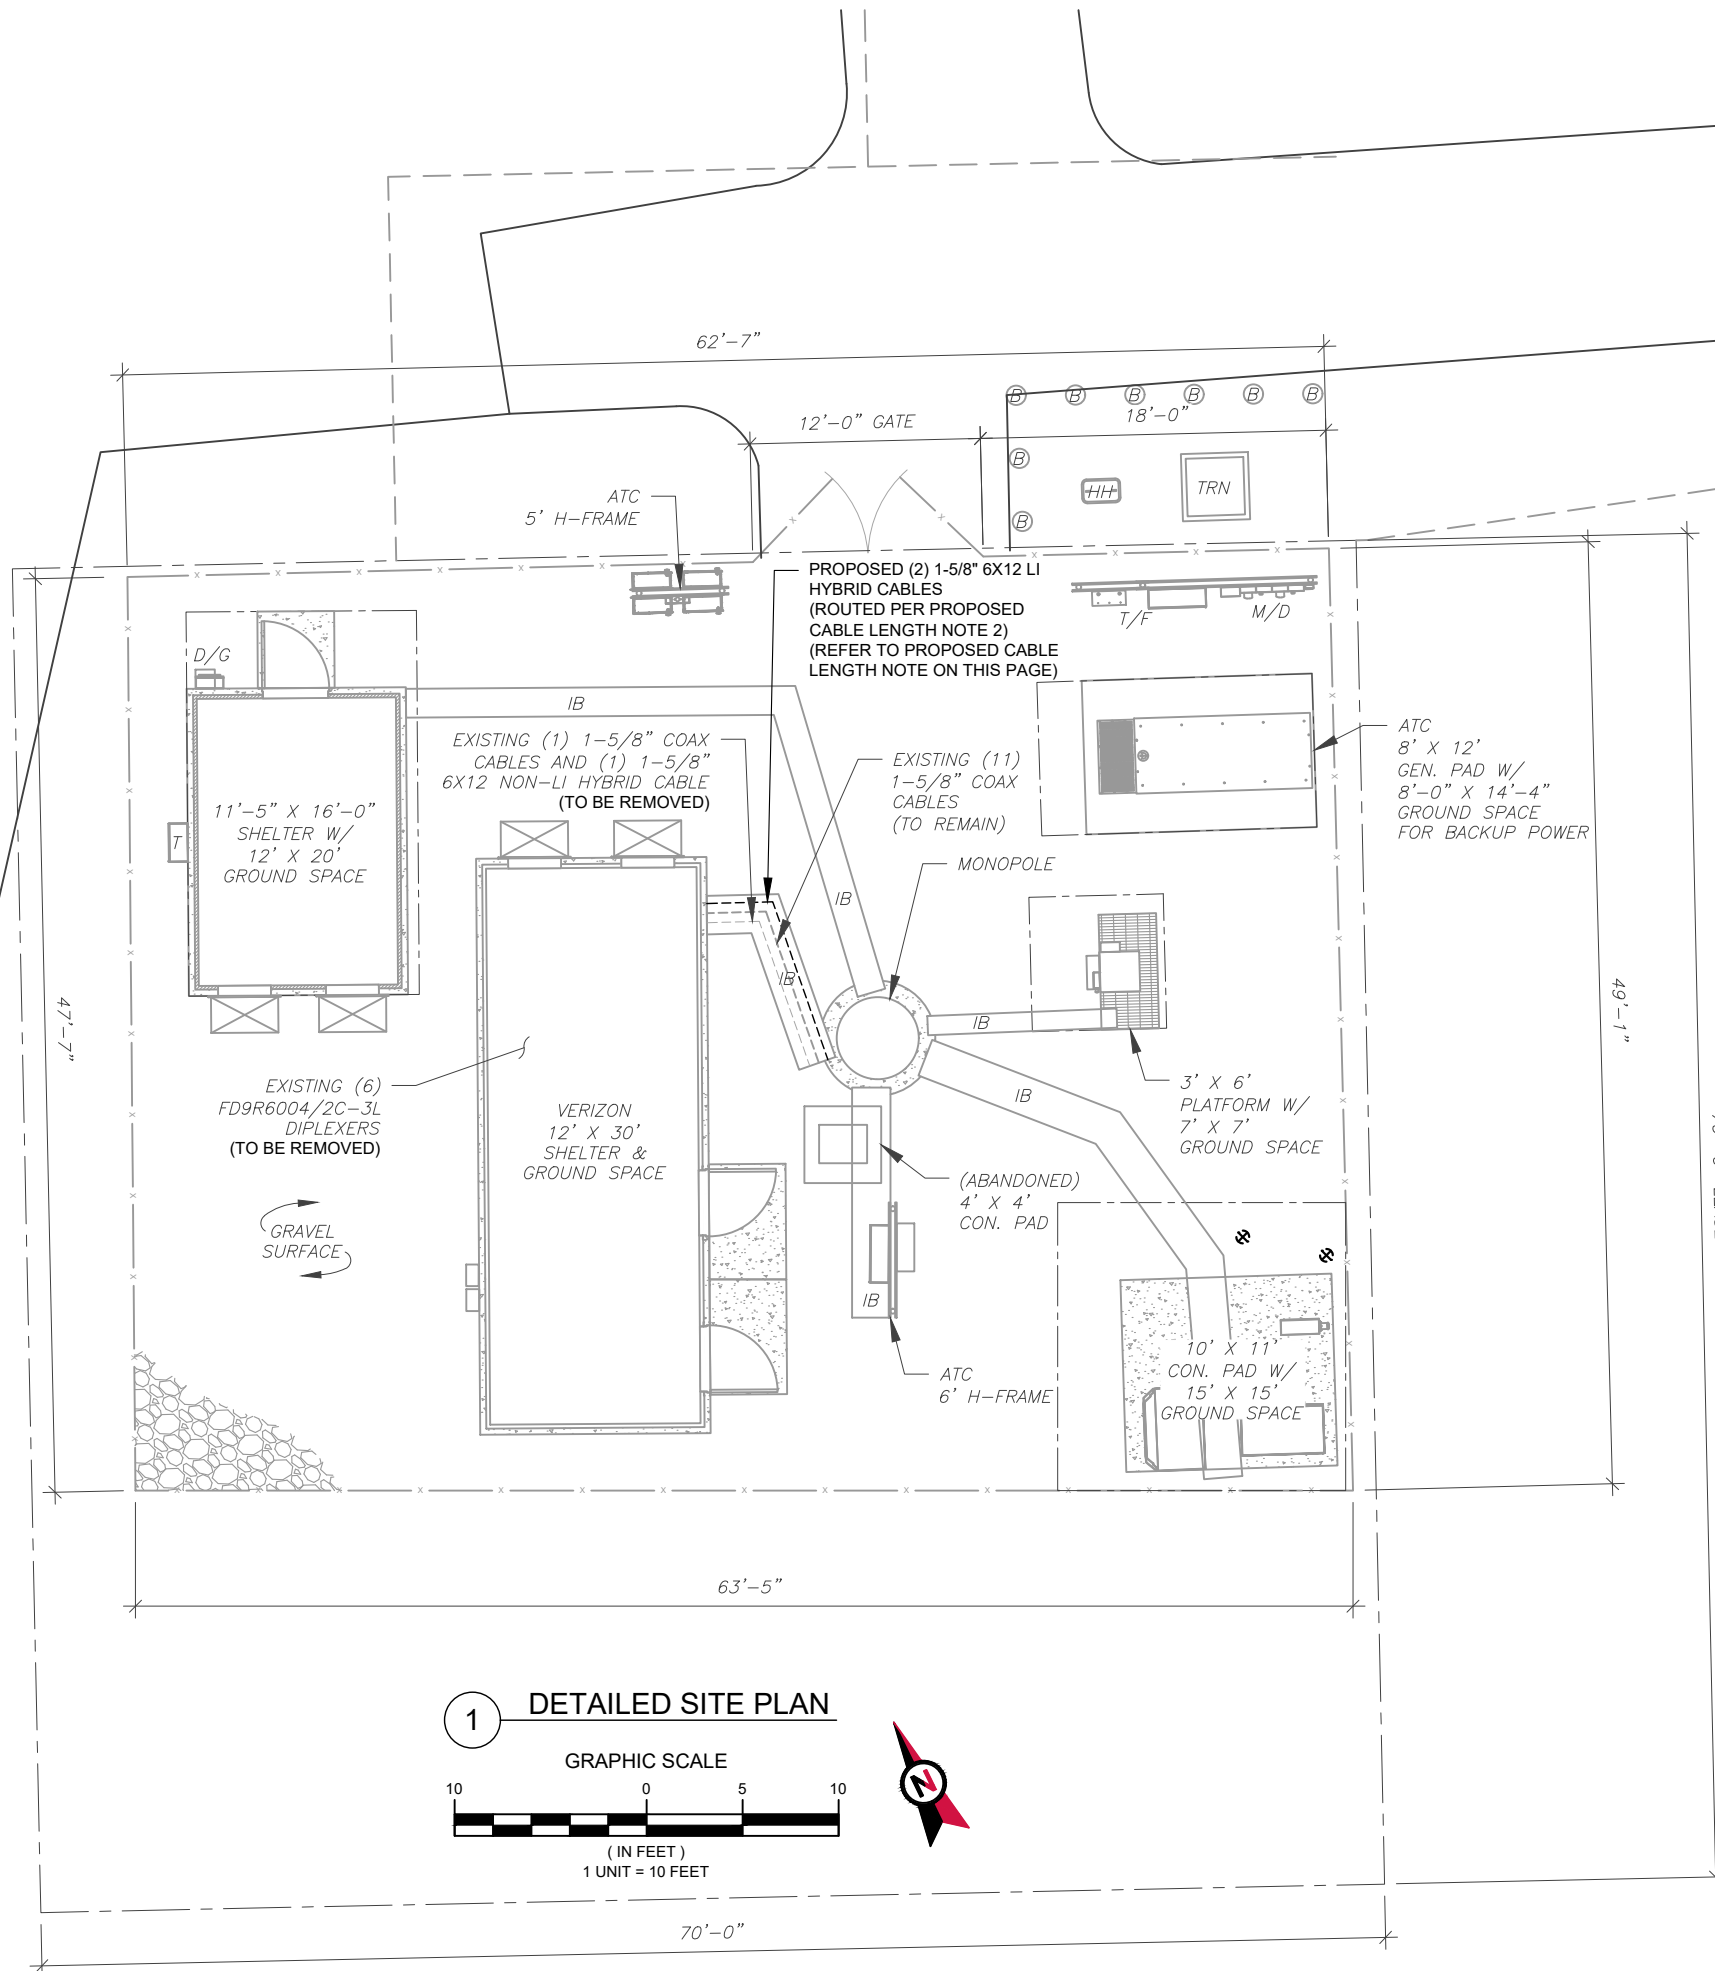 62'-7"
12'-0" GATE
18'-0"
B
B
B
B
B
B
B
B
HH
TRN
ATC
5' H-FRAME
PROPOSED (2) 1-5/8" 6X12 LI
HYBRID CABLES
(ROUTED PER PROPOSED
CABLE LENGTH NOTE 2)
(REFER TO PROPOSED CABLE
LENGTH NOTE ON THIS PAGE)
T/F
M/D
D/G
IB
EXISTING (1) 1-5/8" COAX
CABLES AND (1) 1-5/8"
6X12 NON-LI HYBRID CABLE
(TO BE REMOVED)
EXISTING (11)
1-5/8" COAX
CABLES
(TO REMAIN)
ATC
8' X 12'
GEN. PAD W/
8'-0" X 14'-4"
GROUND SPACE
FOR BACKUP POWER
11'-5" X 16'-0"
SHELTER W/
12' X 20'
GROUND SPACE
T
MONOPOLE
IB
IB
IB
IB
47'-7"
49'-1"
EXISTING (6)
FD9R6004/2C-3L
DIPLEXERS
(TO BE REMOVED)
VERIZON
12' X 30'
SHELTER &
GROUND SPACE
3' X 6'
PLATFORM W/
7' X 7'
GROUND SPACE
(ABANDONED)
4' X 4'
CON. PAD
GRAVEL
SURFACE
IB
ATC
6' H-FRAME
10' X 11'
CON. PAD W/
15' X 15'
GROUND SPACE
63'-5"
1
DETAILED SITE PLAN
GRAPHIC SCALE
10 0 5 10
( IN FEET )
1 UNIT = 10 FEET
N
70'-0"